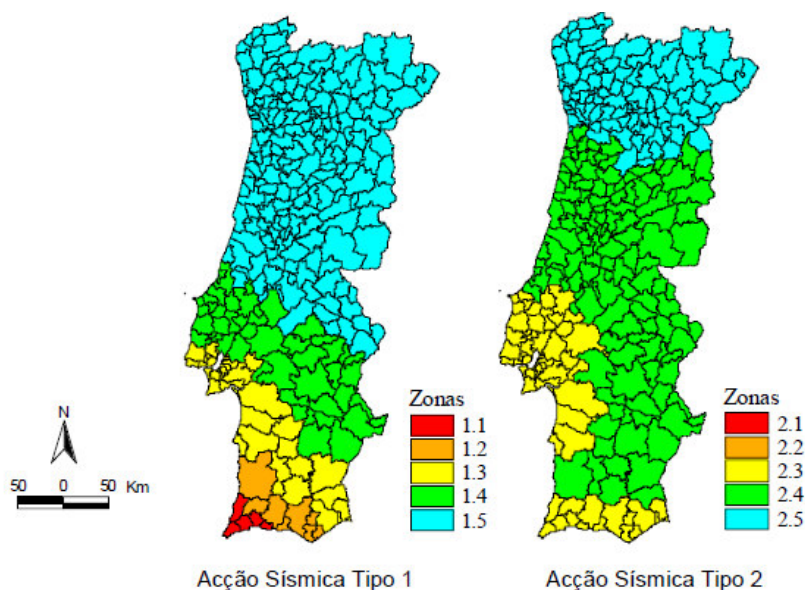 Zonas
1.1
1.2
1.3
1.4
1.5
Zonas
2.1
2.2
2.3
2.4
2.5
N
50 0 50 Km
Acção Sísmica Tipo 1
Acção Sísmica Tipo 2